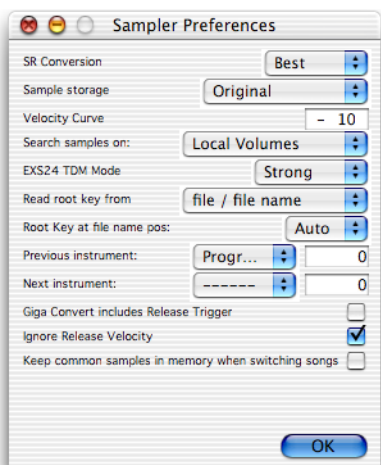 Sampler Preferences
SR Conversion Best
Sample storage Original
Velocity Curve - 10
Search samples on: Local Volumes
EXS24 TDM Mode Strong
Read root key from file / file name
Root Key at file name pos: Auto
Previous instrument: Progr... 0
Next instrument: ------ 0
Giga Convert includes Release Trigger
Ignore Release Velocity
Keep common samples in memory when switching songs
OK